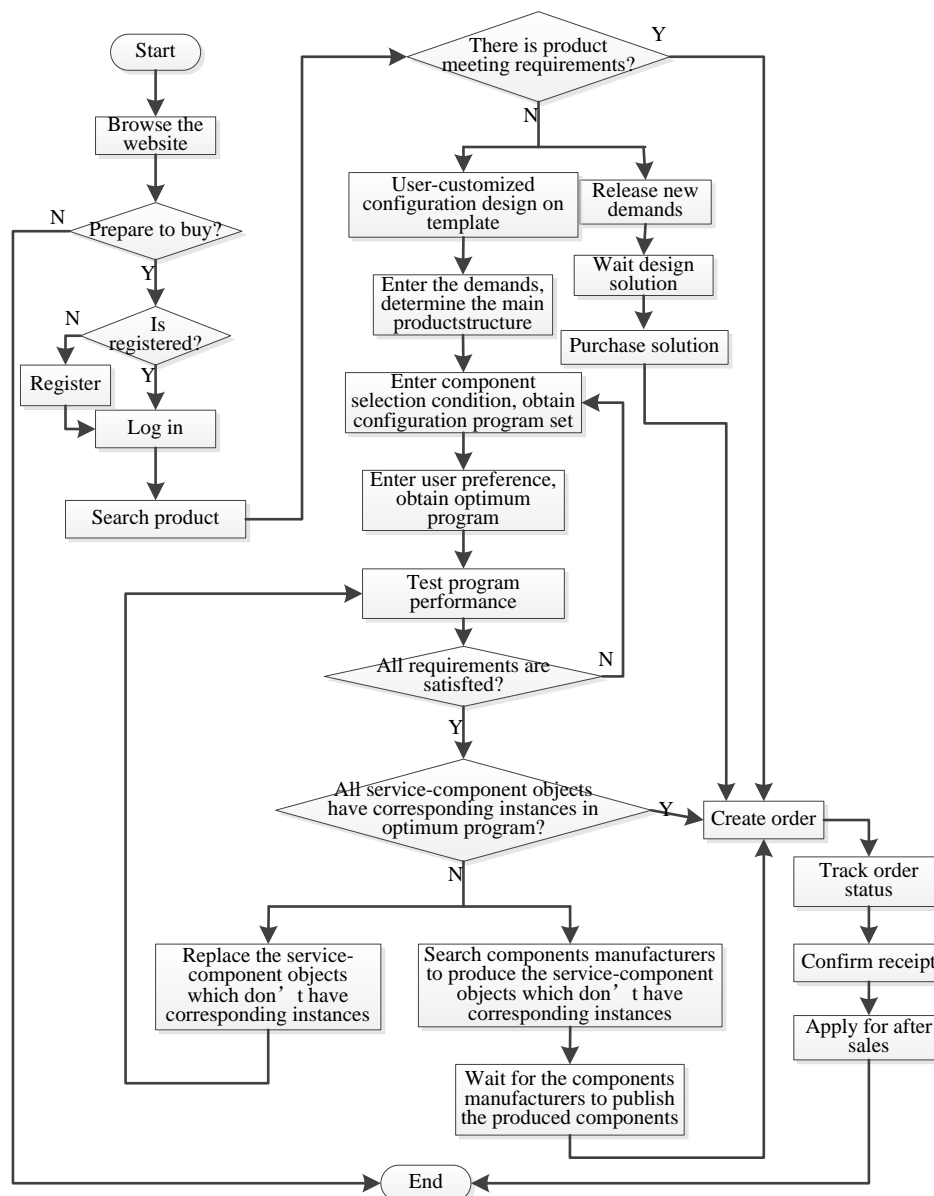 Start
Browse the
website
Prepare to buy?
N
Y
Is
registered?
N
Y
Register
Log in
Search product
There is product
meeting requirements?
Y
N
User-customized
configuration design on
template
Release new
demands
Enter the demands,
determine the main
productstructure
Wait design
solution
Purchase solution
Enter component
selection condition, obtain
configuration program set
Enter user preference,
obtain optimum
program
Test program
performance
All requirements are
satisfted?
N
Y
All service-component objects
have corresponding instances in
optimum program?
Y
N
Create order
Track order
status
Confirm receipt
Apply for after
sales
Replace the service-
component objects
which don’t have
corresponding instances
Search components manufacturers
to produce the service-component
objects which don’t have
corresponding instances
Wait for the components
manufacturers to publish
the produced components
End